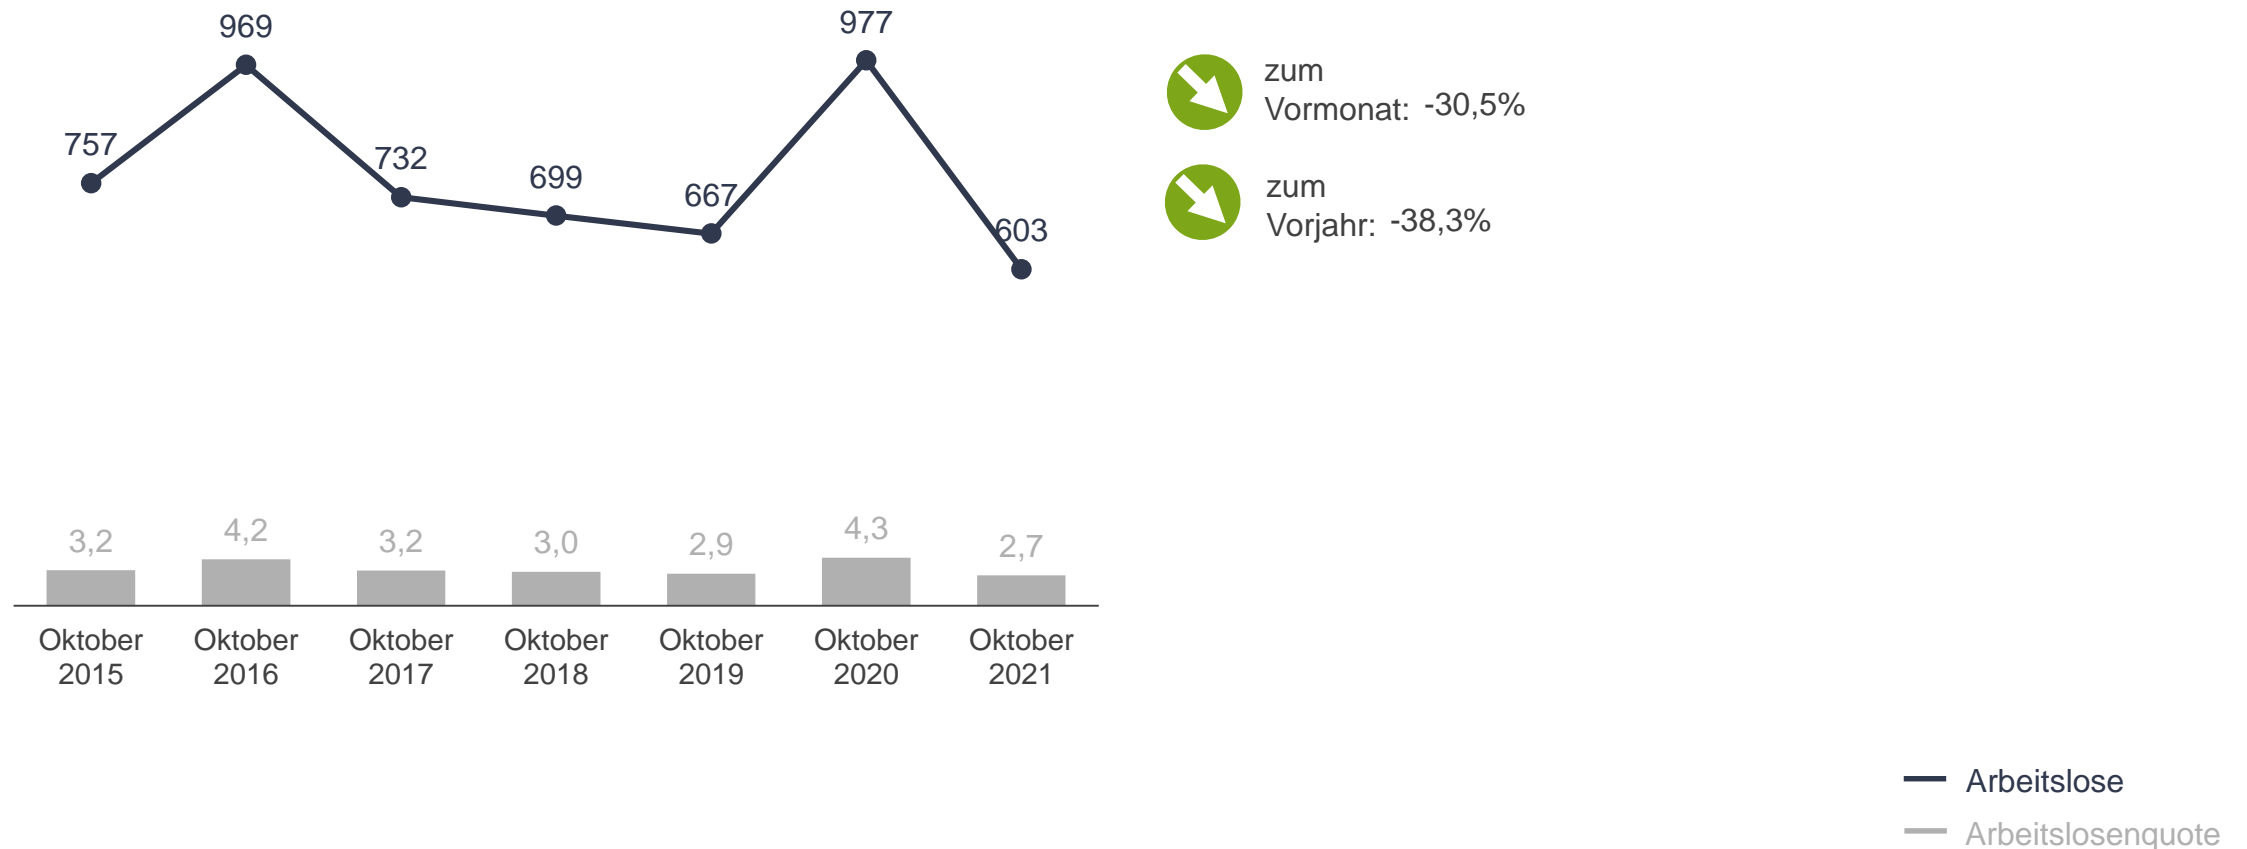 969
977
757
732
699
667
603
zum
Vormonat: -30,5%
zum
Vorjahr: -38,3%
3,2 4,2 3,2 3,0 2,9 4,3 2,7
Oktober Oktober Oktober Oktober Oktober Oktober Oktober
2015 2016 2017 2018 2019 2020 2021
Arbeitslose
Arbeitslosenquote